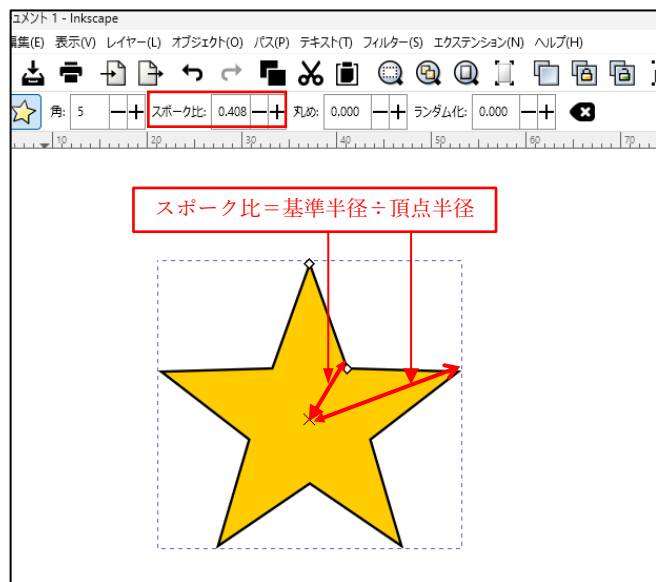 ユメント 1 - Inkscape
編集(E) 表示(V) レイヤー(L) オブジェクト(O) パス(P) テキスト(T) フィルター(S) エクステンション(N) ヘルプ(H)
角: 5 スポーク比: 0.408 丸め: 0.000 ランダム化: 0.000
10 20 30 40 50 60 70
スポーク比＝基準半径÷頂点半径